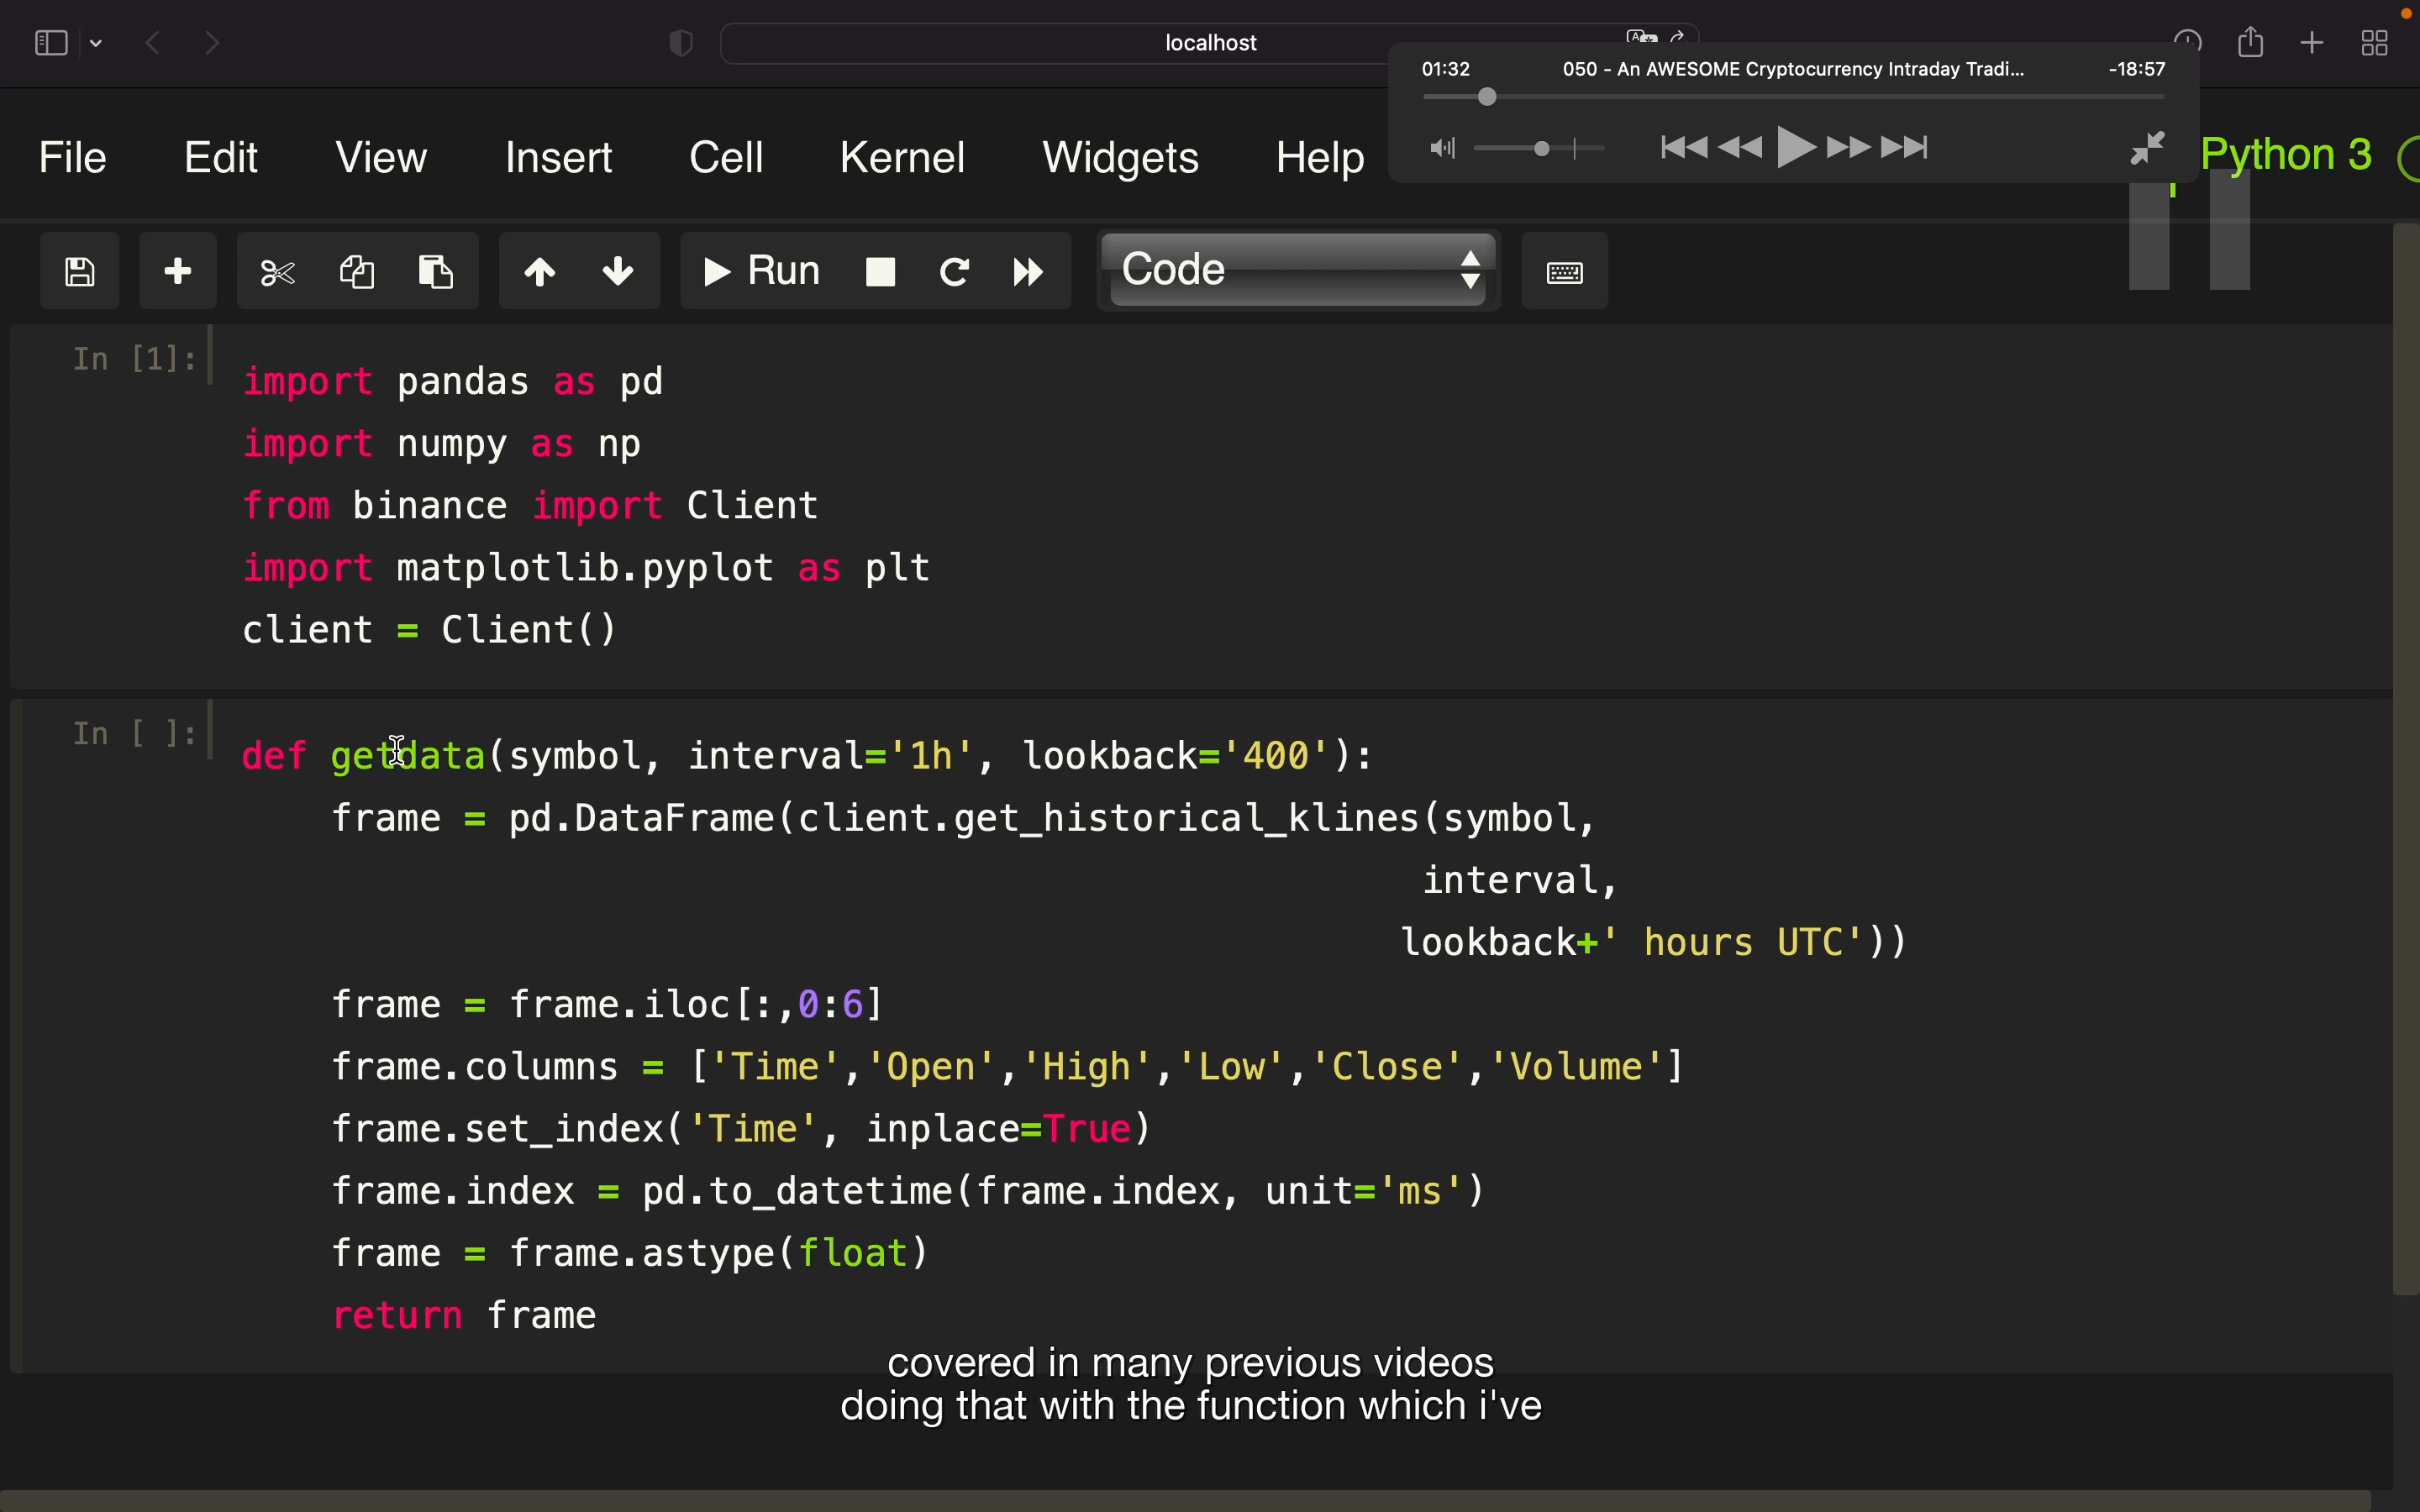 localhost
01:32 050 - An AWESOME Cryptocurrency Intraday Tradi... -18:57
File Edit View Insert Cell Kernel Widgets Help Python 3
Run Code
In [1]:
import pandas as pd
import numpy as np
from binance import Client
import matplotlib.pyplot as plt
client = Client()
In [ ]:
def getdata(symbol, interval='1h', lookback='400'):
frame = pd.DataFrame(client.get_historical_klines(symbol,
interval,
lookback+' hours UTC'))
frame = frame.iloc[:,0:6]
frame.columns = ['Time','Open','High','Low','Close','Volume']
frame.set_index('Time', inplace=True)
frame.index = pd.to_datetime(frame.index, unit='ms')
frame = frame.astype(float)
return frame
covered in many previous videos
doing that with the function which i've